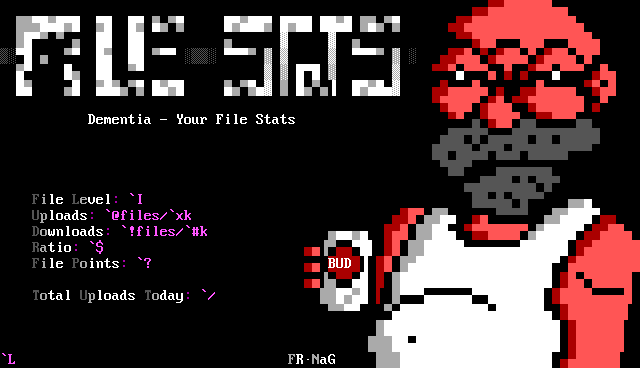 FILE STATS
Dementia - Your File Stats
File Level: `I
Uploads: `@files/`xk
Downloads: `!files/`#k
Ratio: `$
File Points: `?
BUD
Total Uploads Today: `/
`L
FR·NaG